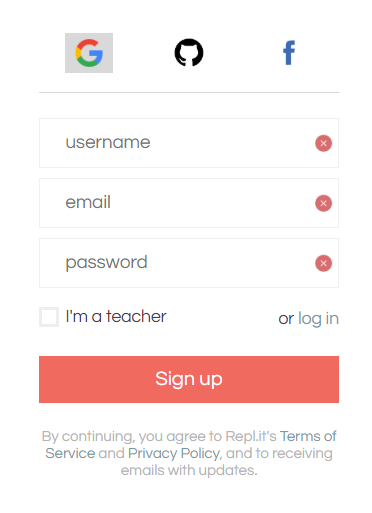 username
email
password
I'm a teacher
or log in
Sign up
By continuing, you agree to Repl.it's Terms of
Service and Privacy Policy, and to receiving
emails with updates.